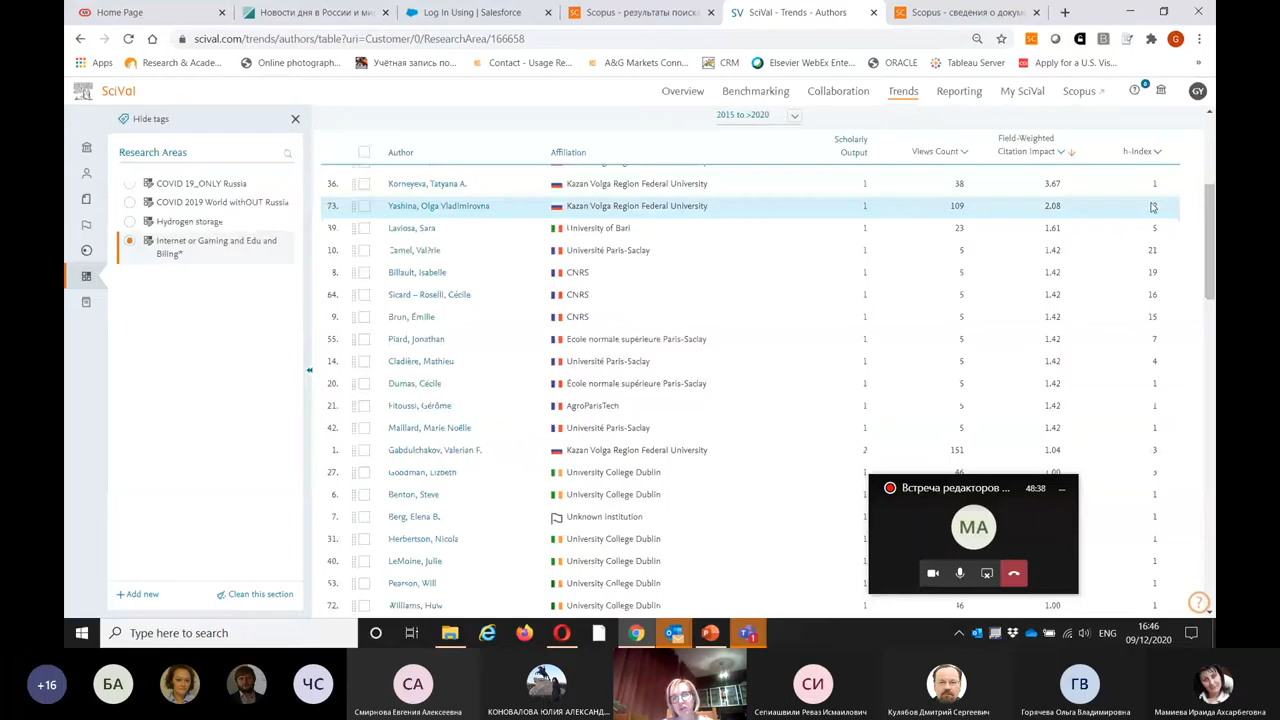 Home Page
Новости дня в России и ми
Log In Using | Salesforce
Scopus - результаты поиска
SciVal - Trends - Authors
Scopus - сведения о докум
scival.com/trends/authors/table?uri=Customer/0/ResearchArea/166658
Apps
Research & Acade...
Online photograph...
Учётная запись по...
Contact - Usage Re...
A&G Markets Conn...
CRM
Elsevier WebEx Ente...
ORACLE
Tableau Server
Apply for a U.S. Vis...
SciVal
Overview
Benchmarking
Collaboration
Trends
Reporting
My SciVal
Scopus
GY
Hide tags
2015 to >2020
Research Areas
COVID 19_ONLY Russia
COVID 2019 World withOUT Russia
Hydrogen storage
Internet or Gaming and Edu and
Biling*
Add new
Clean this section
Author Affiliation Scholarly Output Views Count Field-Weighted Citation Impact h-Index
36. Korneyeva, Tatyana A. Kazan Volga Region Federal University 1 38 3.67 1
73. Yashina, Olga Vladimirovna Kazan Volga Region Federal University 1 109 2.08
39. Laviosa, Sara University of Bari 1 23 1.61 5
10. Camel, Valérie Université Paris-Saclay 1 5 1.42 21
8. Billault, Isabelle CNRS 1 5 1.42 19
64. Sicard – Roselli, Cécile CNRS 1 5 1.42 16
9. Brun, Émilie CNRS 1 5 1.42 15
55. Piard, Jonathan Ecole normale supérieure Paris-Saclay 1 5 1.42 7
14. Cladière, Mathieu Université Paris-Saclay 1 5 1.42 4
20. Dumas, Cécile École normale supérieure Paris-Saclay 1 5 1.42 1
21. Fitoussi, Gérôme AgroParisTech 1 5 1.42 1
42. Maillard, Marie Noëlle Université Paris-Saclay 1 5 1.42 1
1. Gabdulchakov, Valerian F. Kazan Volga Region Federal University 2 151 1.04 3
27. Goodman, Lizbeth University College Dublin 1 46 1.00 3
6. Benton, Steve University College Dublin 1
7. Berg, Elena B. Unknown institution 1
31. Herbertson, Nicola University College Dublin 1
40. LeMoine, Julie University College Dublin 1
53. Pearson, Will University College Dublin 1
72. Williams, Huw University College Dublin 1 46 1.00 1
Встреча редакторов ... 48:38
MA
Type here to search
ENG
16:46
09/12/2020
+16
БА
ЧС
СА
СИ
ГВ
Смирнова Евгения Алексеевна
КОНОВАЛОВА ЮЛИЯ АЛЕКСАНД...
Сепиашвили Реваз Исмаилович
Кулябов Дмитрий Сергеевич
Горячева Ольга Владимировна
Мамиева Ираида Ахсарбеговна